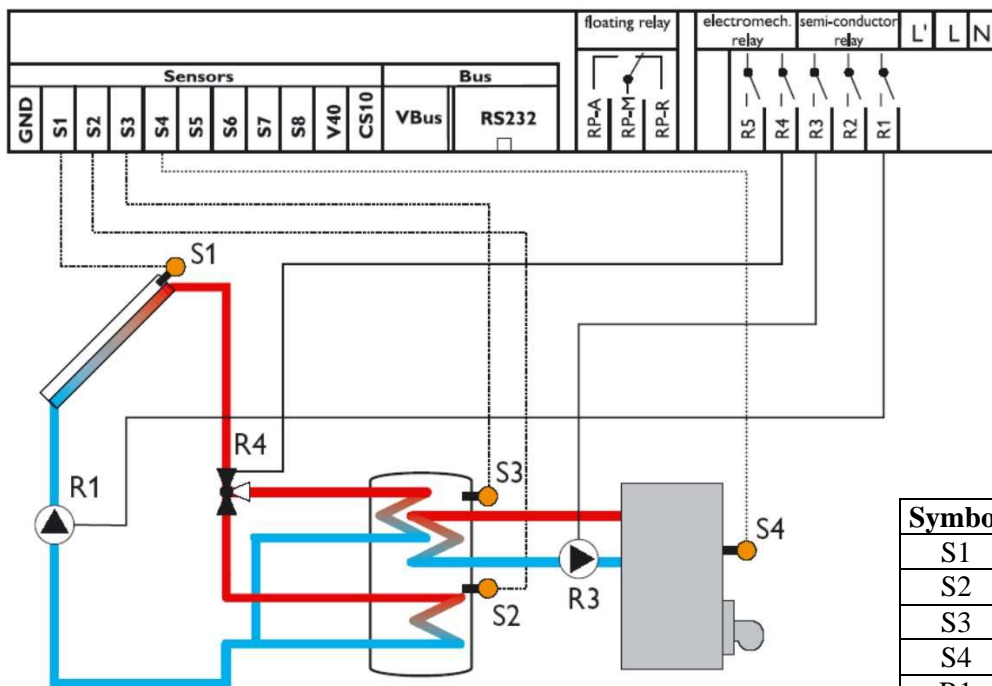 floating relay
electromech. relay
semi-conductor relay
L' L N
Sensors
Bus
GND S1 S2 S3 S4 S5 S6 S7 S8 V40 CS10
VBus
RS232
RP-A RP-M RP-R
R5 R4 R3 R2 R1
S1
R4
R1
S3
S4
S2
R3
Symbo
S1
S2
S3
S4